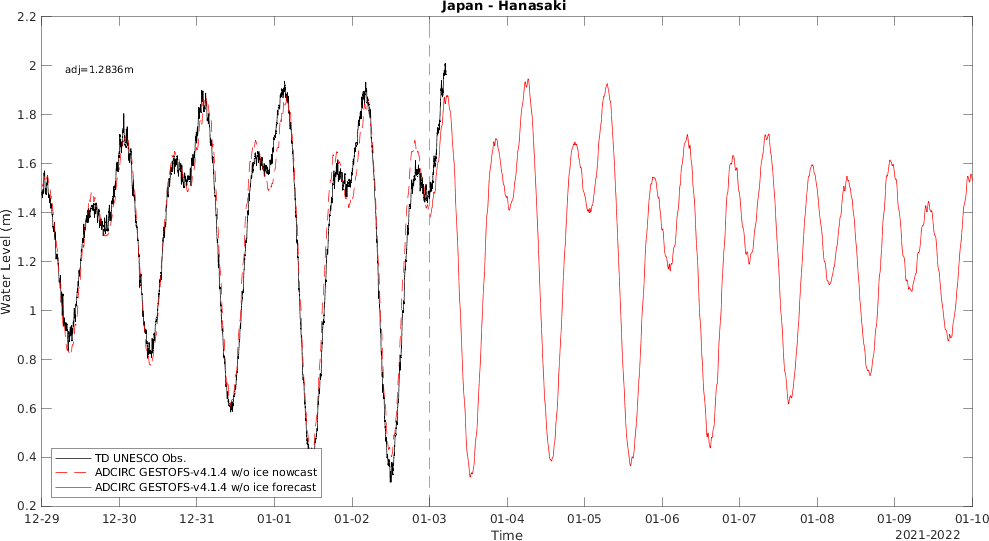 Japan - Hanasaki
adj=1.2836m
Water Level (m)
2.2
2
1.8
1.6
1.4
1.2
1
0.8
0.6
0.4
0.2
TD UNESCO Obs.
ADCIRC GESTOFS-v4.1.4 w/o ice nowcast
ADCIRC GESTOFS-v4.1.4 w/o ice forecast
12-29 12-30 12-31 01-01 01-02 01-03 01-04 01-05 01-06 01-07 01-08 01-09 01-10
Time
2021-2022